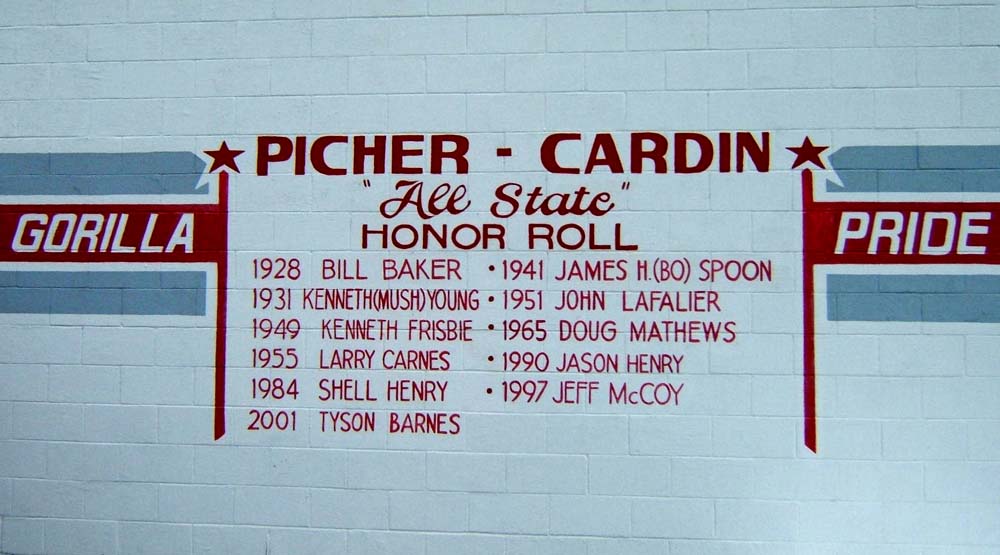 PICHER - CARDIN
"All State"
HONOR ROLL
GORILLA
PRIDE
1928 BILL BAKER • 1941 JAMES H.(BO) SPOON
1931 KENNETH(MUSH)YOUNG • 1951 JOHN LAFALIER
1949 KENNETH FRISBIE • 1965 DOUG MATHEWS
1955 LARRY CARNES • 1990 JASON HENRY
1984 SHELL HENRY • 1997 JEFF McCOY
2001 TYSON BARNES